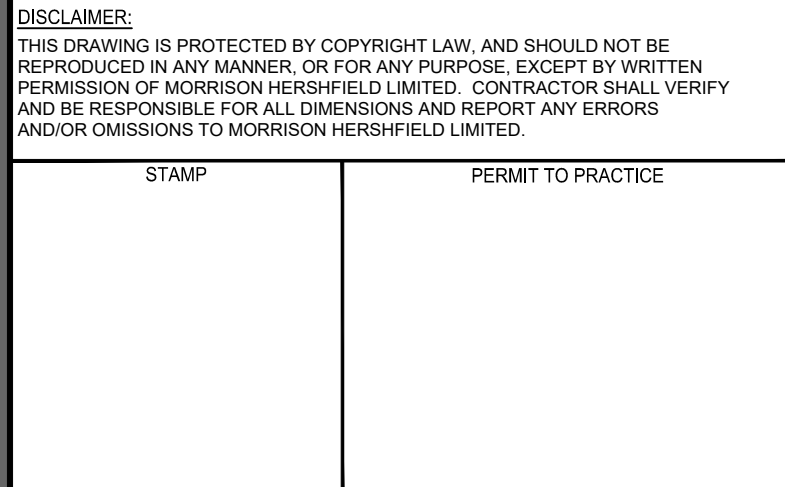 DISCLAIMER:
THIS DRAWING IS PROTECTED BY COPYRIGHT LAW, AND SHOULD NOT BE
REPRODUCED IN ANY MANNER, OR FOR ANY PURPOSE, EXCEPT BY WRITTEN
PERMISSION OF MORRISON HERSHFIELD LIMITED.  CONTRACTOR SHALL VERIFY
AND BE RESPONSIBLE FOR ALL DIMENSIONS AND REPORT ANY ERRORS
AND/OR OMISSIONS TO MORRISON HERSHFIELD LIMITED.
STAMP
PERMIT TO PRACTICE